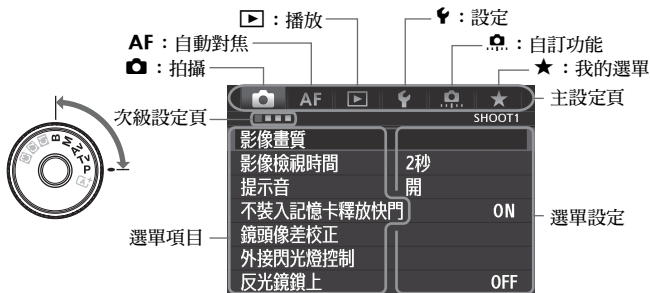 ▶：播放
：設定
AF：自動對焦
：自訂功能
：拍攝
★：我的選單
AF
主設定頁
次級設定頁
SHOOT1
影像畫質
影像檢視時間 2秒
提示音 開
不裝入記憶卡釋放快門 ON
選單設定
選單項目
鏡頭像差校正
外接閃光燈控制
反光鏡鎖上 OFF
B M Av Tv P
A+